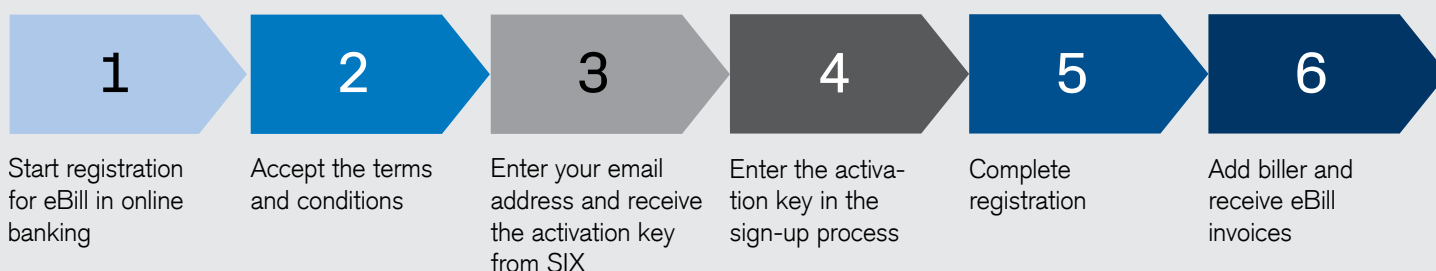 1
2
3
4
5
6
Start registration
for eBill in online
banking
Accept the terms
and conditions
Enter your email
address and receive
the activation key
from SIX
Enter the activa-
tion key in the
sign-up process
Complete
registration
Add biller and
receive eBill
invoices